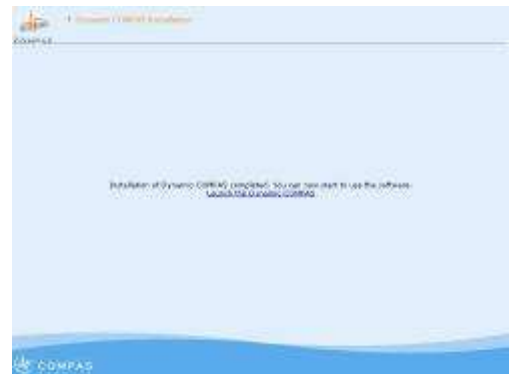 Dynamic COMPAS Installation
COMPAS
Installation of Dynamic COMPAS completed. You can now start to use the software.
Launch the Dynamic COMPAS
COMPAS